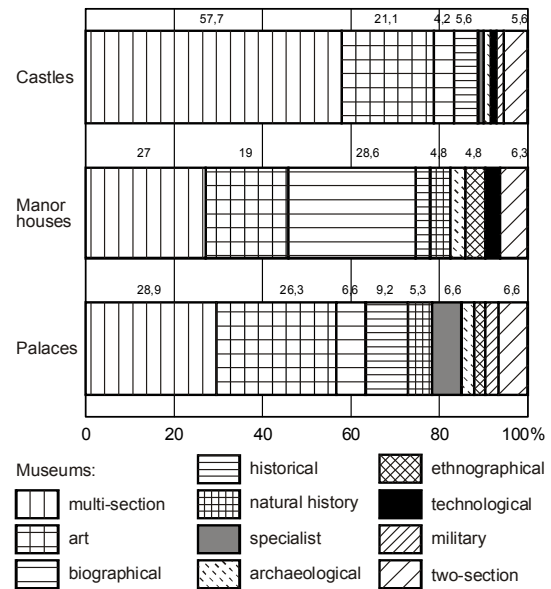 57,7 21,1 4,2 5,6 5,6
Castles
27 19 28,6 4,8 4,8 6,3
Manor
houses
28,9 26,3 6,6 9,2 5,3 6,6 6,6
Palaces
0 20 40 60 80 100%
Museums:
multi-section
art
biographical
historical
natural history
specialist
archaeological
ethnographical
technological
military
two-section